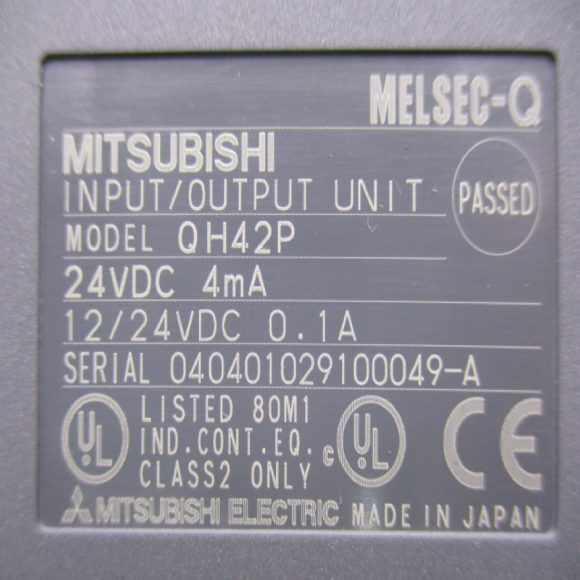 MELSEC-Q
MITSUBISHI
INPUT/OUTPUT UNIT
PASSED
MODEL QH42P
24VDC 4mA
12/24VDC 0.1A
SERIAL 040401029100049-A
UL LISTED 80M1
IND.CONT.EQ.
CLASS2 ONLY
c UL
CE
MITSUBISHI ELECTRIC MADE IN JAPAN